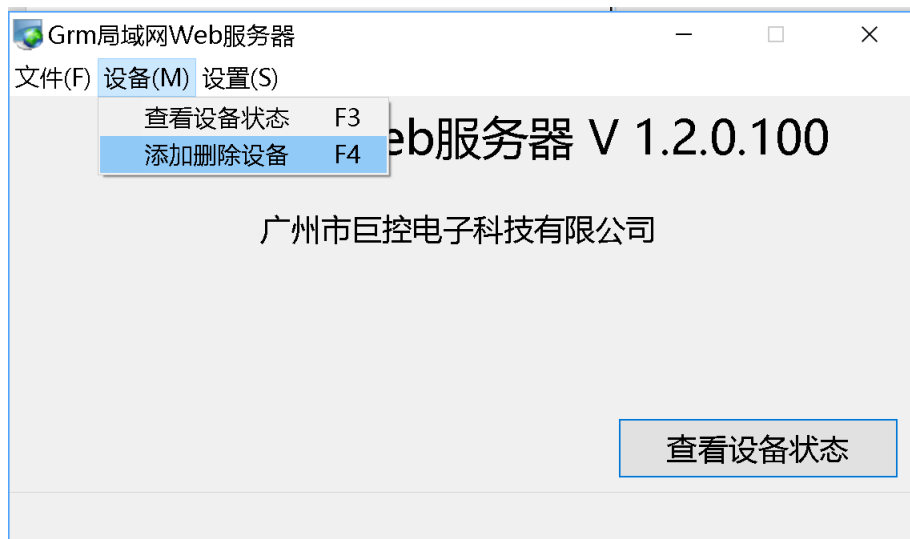 Grm局域网Web服务器
文件(F) 设备(M) 设置(S)
查看设备状态 F3
添加删除设备 F4
eb服务器 V 1.2.0.100
广州市巨控电子科技有限公司
查看设备状态